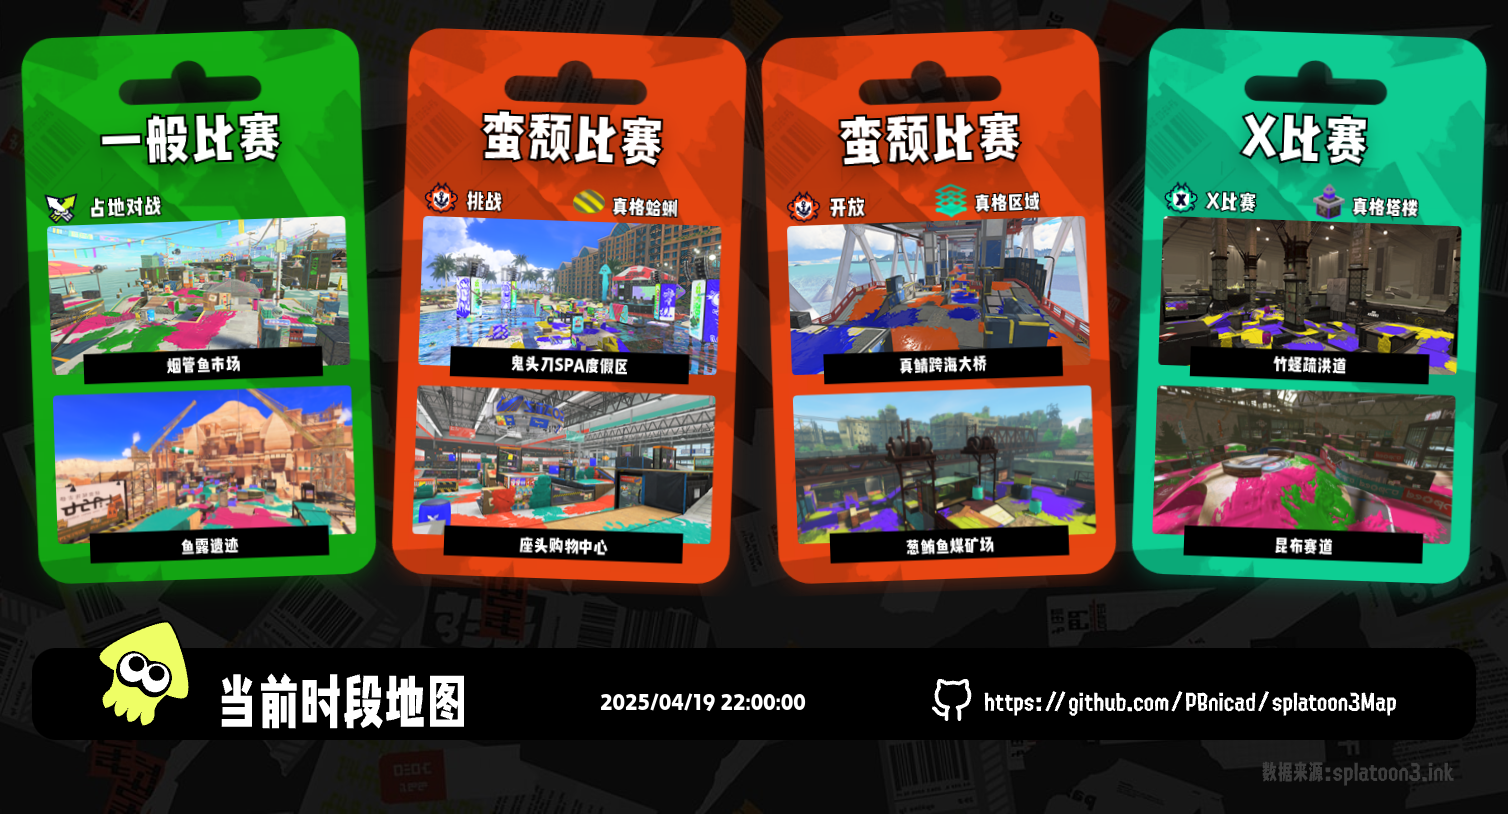 一般比赛
占地对战
烟管鱼市场
鱼露遗迹
蛮颓比赛
挑战
真格蛤蜊
鬼头刀SPA度假区
座头购物中心
蛮颓比赛
开放
真格区域
真鲭跨海大桥
葱鲔鱼煤矿场
X比赛
X比赛
真格塔楼
竹蛏疏洪道
昆布赛道
当前时段地图
2025/04/19 22:00:00
https://github.com/PBnicad/splatoon3Map
数据来源:splatoon3.ink